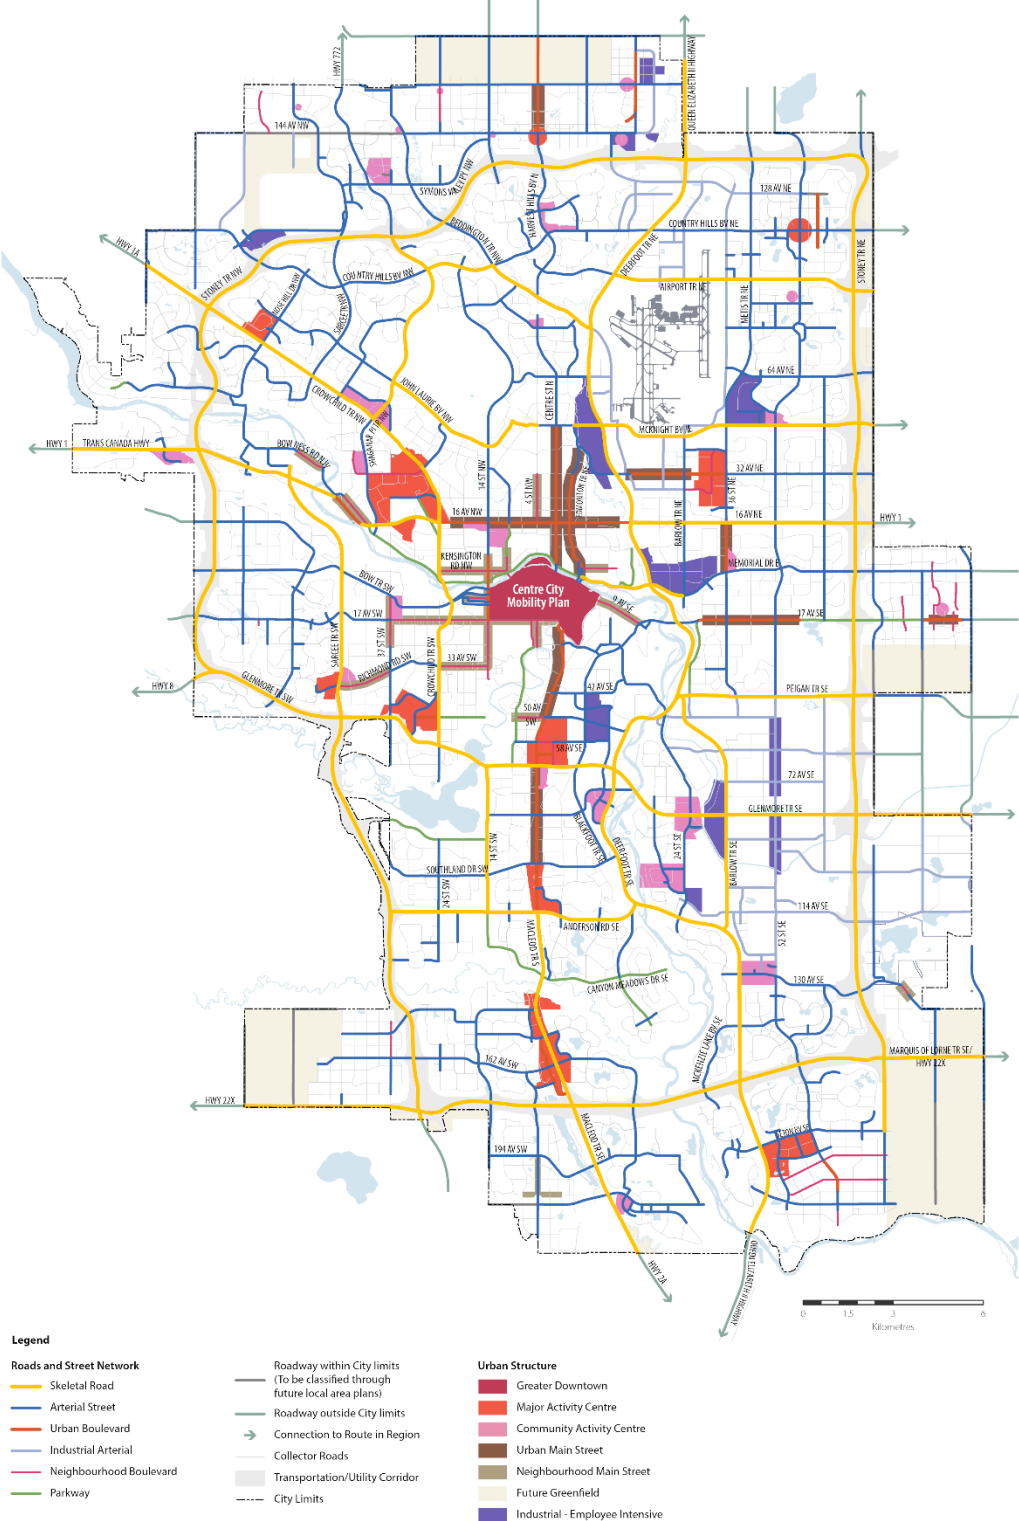 HWY 772
QUEEN ELIZABETH II HIGHWAY
144 AV NW
128 AV NE
HARVEST HILLS BV N
BEDDINGTON TR NW
COUNTRY HILLS BV NE
HWY 1A
STONEY TR NW
NOSE HILL DR NW
COUNTRY HILLS BV NW
DEERFOOT TR NE
AIRPORT TR NE
METIS TR NE
STONEY TR NE
64 AV NE
CROWCHILD TR NW
JOHN LAURIE BV NW
CENTRE ST N
MCKNIGHT BV NE
HWY 1
TRANS CANADA HWY
BOWNESS RD N.W
14 ST NW
4 ST NW
EDMONTON TR NE
32 AV NE
36 ST NE
BARLOW TR NE
16 AV NW
16 AV NE
HWY 1
KENSINGTON
RD NW
MEMORIAL DR E
BOW TR SW
Centre City
Mobility Plan
9 AV SE
17 AV SW
17 AV SE
37 ST SW
SARCEE TR SW
RICHMOND RD SW
CROWCHILD TR SW
33 AV SW
HWY 8
GLENMORE TR SW
42 AV SE
PEIGAN TR SE
50 AV
SW
58 AV SE
72 AV SE
GLENMORE TR SE
BLACKFOOT TR SE
DEERFOOT TR SE
24 ST SE
BARLOW TR SE
14 ST SW
SOUTHLAND DR SW
24 ST SW
114 AV SE
ANDERSON RD SE
MACLEOD TR S
52 ST SE
CANYON MEADOWS DR SE
130 AV SE
MCKENZIE LAKE BV SE
MARQUIS OF LORNE TR SE/
HWY 22X
162 AV SW
HWY 22X
MACLEOD TR SE
194 AV SW
HWY 2A
QUEEN ELIZABETH II HIGHWAY
0 1.5 3 6
Kilometres
Legend
Roads and Street Network
Skeletal Road
Arterial Street
Urban Boulevard
Industrial Arterial
Neighbourhood Boulevard
Parkway
Roadway within City limits
(To be classified through
future local area plans)
Roadway outside City limits
Connection to Route in Region
Collector Roads
Transportation/Utility Corridor
City Limits
Urban Structure
Greater Downtown
Major Activity Centre
Community Activity Centre
Urban Main Street
Neighbourhood Main Street
Future Greenfield
Industrial - Employee Intensive